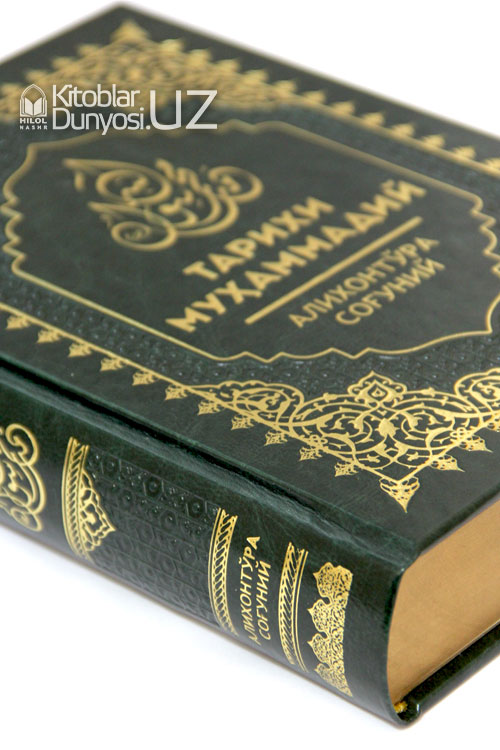 HILOL
NASHR
Kitoblar
Dunyosi.UZ
ТАРИХИ
МУҲАММАДИЙ
АЛИХОНТЎРА
СОҒУНИЙ
АЛИХОНТЎРА
СОҒУНИЙ